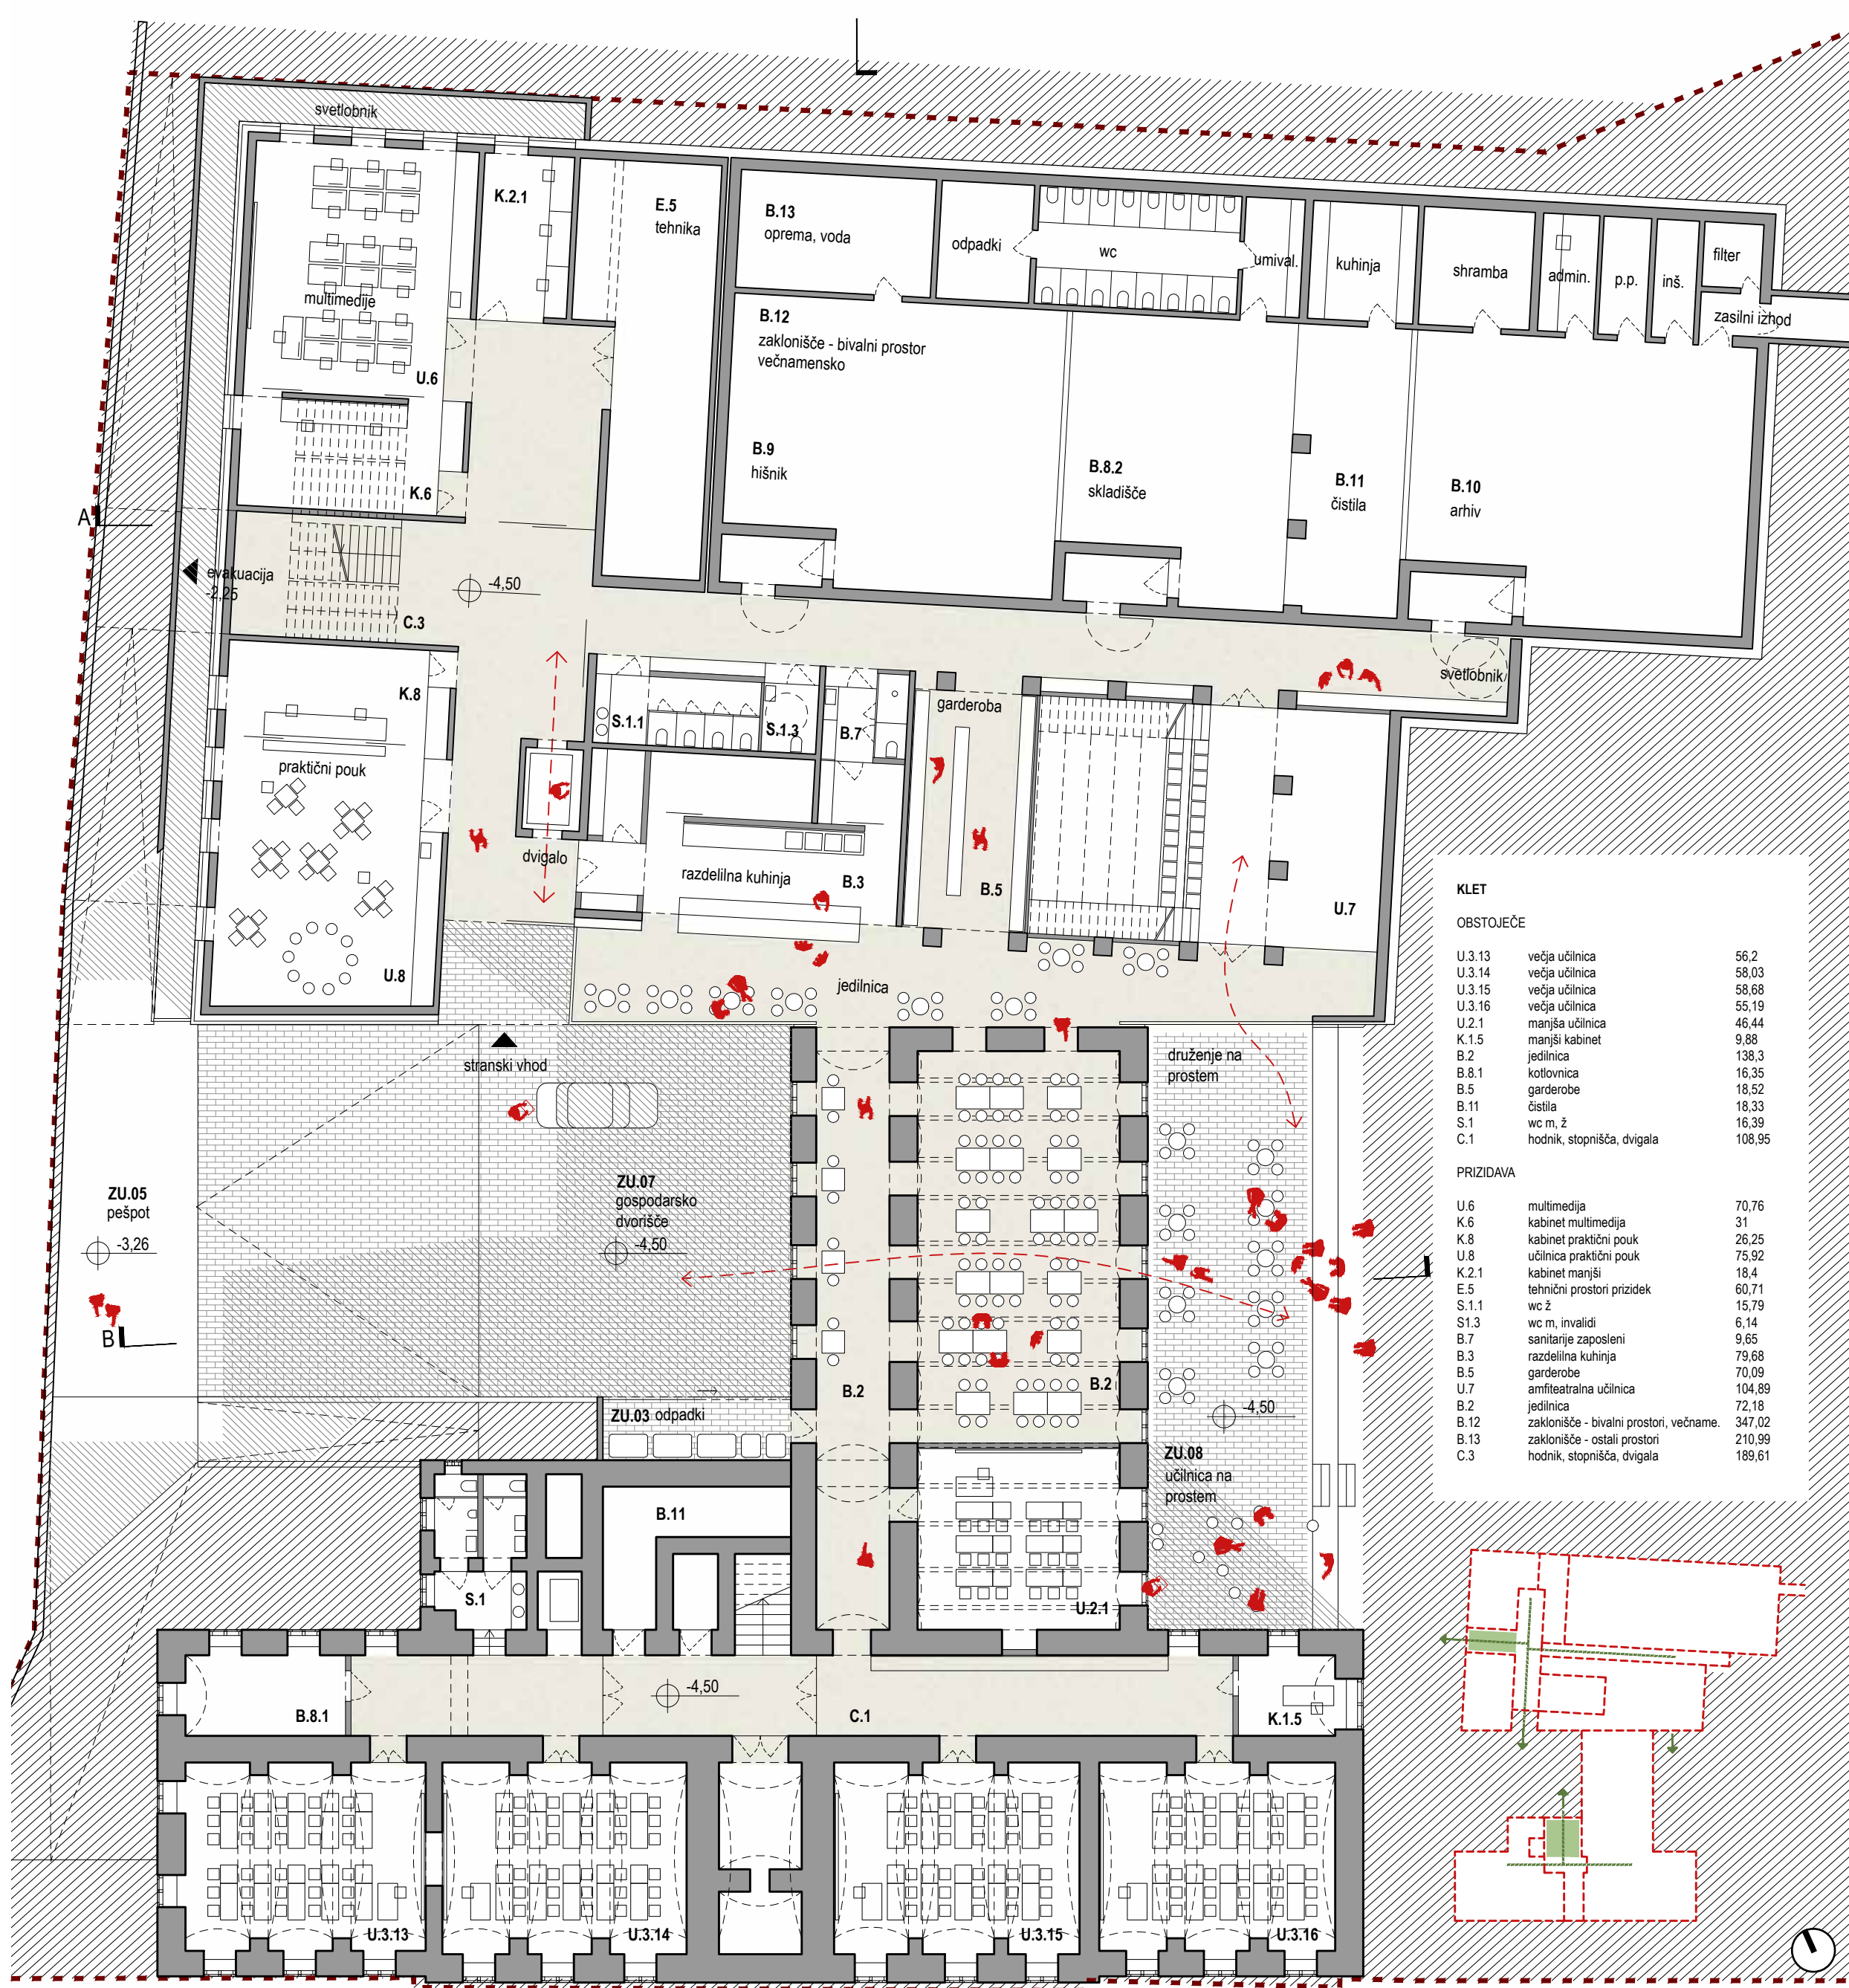 svetlobnik
K.2.1
E.5
tehnika
B.13
oprema, voda
odpadki
wc
umival.
kuhinja
shramba
admin.
p.p.
inš.
filter
zasilni izhod
multimedije
U.6
B.12
zaklonišče - bivalni prostor
večnamensko
B.9
hišnik
B.8.2
skladišče
B.11
čistila
B.10
arhiv
K.6
A
evakuacija
-2,25
-4,50
C.3
K.8
praktični pouk
U.8
S.1.1
S.1.3
B.7
garderoba
svetlobnik
dvigalo
razdelilna kuhinja
B.3
B.5
U.7
jedilnica
stranski vhod
druženje na
prostem
ZU.05
pešpot
-3,26
ZU.07
gospodarsko
dvorišče
-4,50
B
B.2
B.2
ZU.03 odpadki
-4,50
ZU.08
učilnica na
prostem
B.11
S.1
U.2.1
B.8.1
-4,50
C.1
K.1.5
U.3.13
U.3.14
U.3.15
U.3.16
KLET
OBSTOJEČE
U.3.13 večja učilnica 56,2
U.3.14 večja učilnica 58,03
U.3.15 večja učilnica 58,68
U.3.16 večja učilnica 55,19
U.2.1 manjša učilnica 46,44
K.1.5 manjši kabinet 9,88
B.2 jedilnica 138,3
B.8.1 kotlovnica 16,35
B.5 garderobe 18,52
B.11 čistila 18,33
S.1 wc m, ž 16,39
C.1 hodnik, stopnišča, dvigala 108,95
PRIZIDAVA
U.6 multimedija 70,76
K.6 kabinet multimedija 31
K.8 kabinet praktični pouk 26,25
U.8 učilnica praktični pouk 75,92
K.2.1 kabinet manjši 18,4
E.5 tehnični prostori prizidek 60,71
S.1.1 wc ž 15,79
S1.3 wc m, invalidi 6,14
B.7 sanitarije zaposleni 9,65
B.3 razdelilna kuhinja 79,68
B.5 garderobe 70,09
U.7 amfiteatralna učilnica 104,89
B.2 jedilnica 72,18
B.12 zaklonišče - bivalni prostori, večname. 347,02
B.13 zaklonišče - ostali prostori 210,99
C.3 hodnik, stopnišča, dvigala 189,61